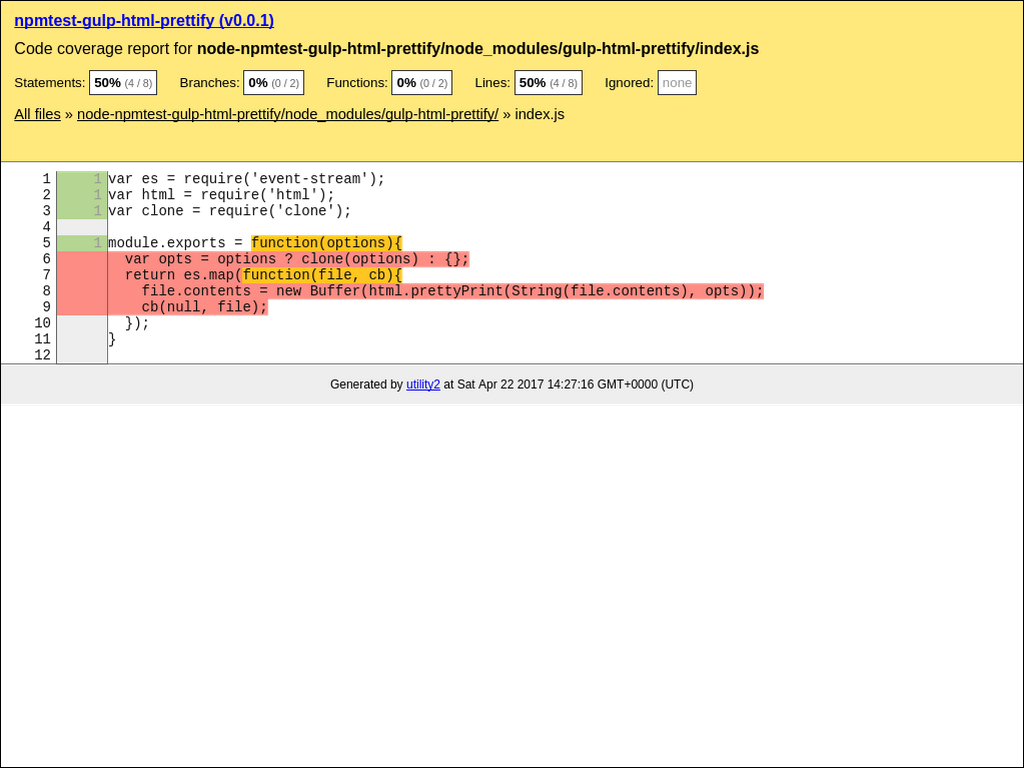 npmtest-gulp-html-prettify (v0.0.1)
Code coverage report for node-npmtest-gulp-html-prettify/node_modules/gulp-html-prettify/index.js
Statements: 50% (4 / 8) Branches: 0% (0 / 2) Functions: 0% (0 / 2) Lines: 50% (4 / 8) Ignored: none
All files » node-npmtest-gulp-html-prettify/node_modules/gulp-html-prettify/ » index.js
1 1 var es = require('event-stream');
2 1 var html = require('html');
3 1 var clone = require('clone');
4
5 1 module.exports = function(options){
6 var opts = options ? clone(options) : {};
7 return es.map(function(file, cb){
8 file.contents = new Buffer(html.prettyPrint(String(file.contents), opts));
9 cb(null, file);
10 });
11 }
12
Generated by utility2 at Sat Apr 22 2017 14:27:16 GMT+0000 (UTC)